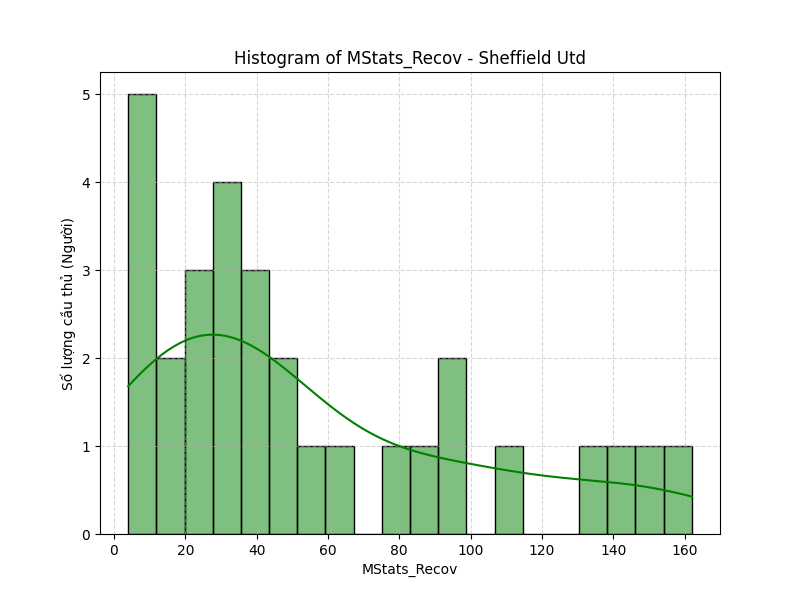 Histogram of MStats_Recov - Sheffield Utd
Số lượng cầu thủ (Người)
5
4
3
2
1
0
0 20 40 60 80 100 120 140 160
MStats_Recov